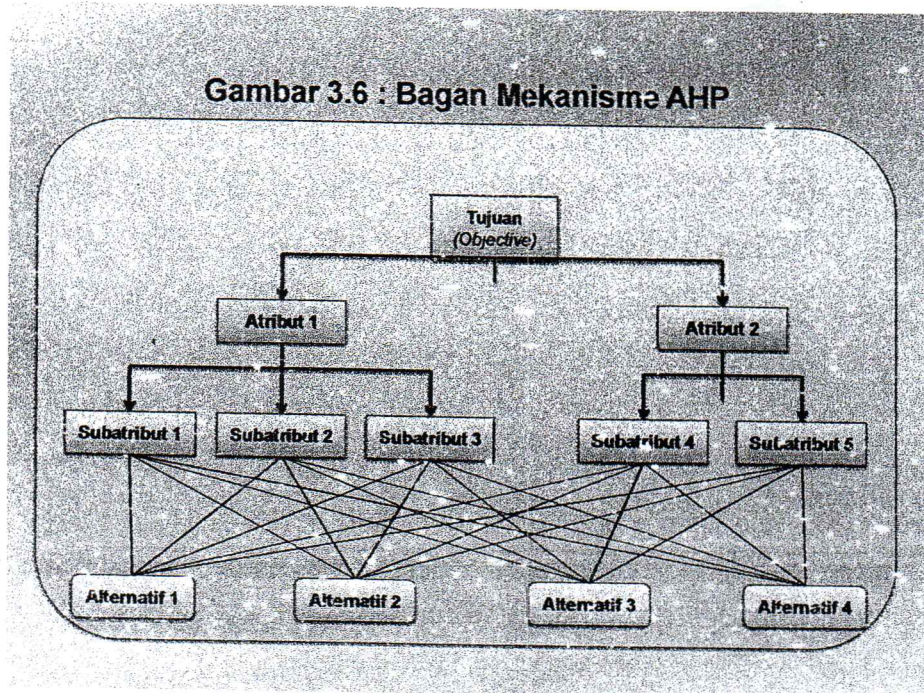 Gambar 3.6 : Bagan Mekanisme AHP
Tujuan
(Objective)
Atribut 1
Atribut 2
Subatribut 1
Subatribut 2
Subatribut 3
Subatribut 4
Subatribut 5
Alternatif 1
Alternatif 2
Alternatif 3
Alternatif 4